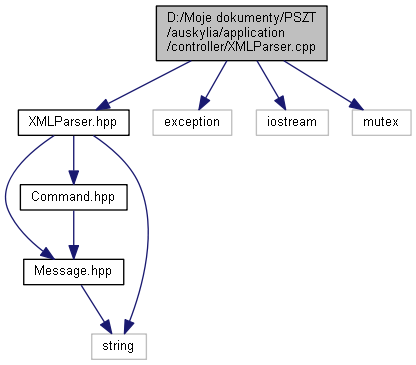 D:/Moje dokumenty/PSZT
/auskylia/application
/controller/XMLParser.cpp
XMLParser.hpp
exception
iostream
mutex
Command.hpp
Message.hpp
string